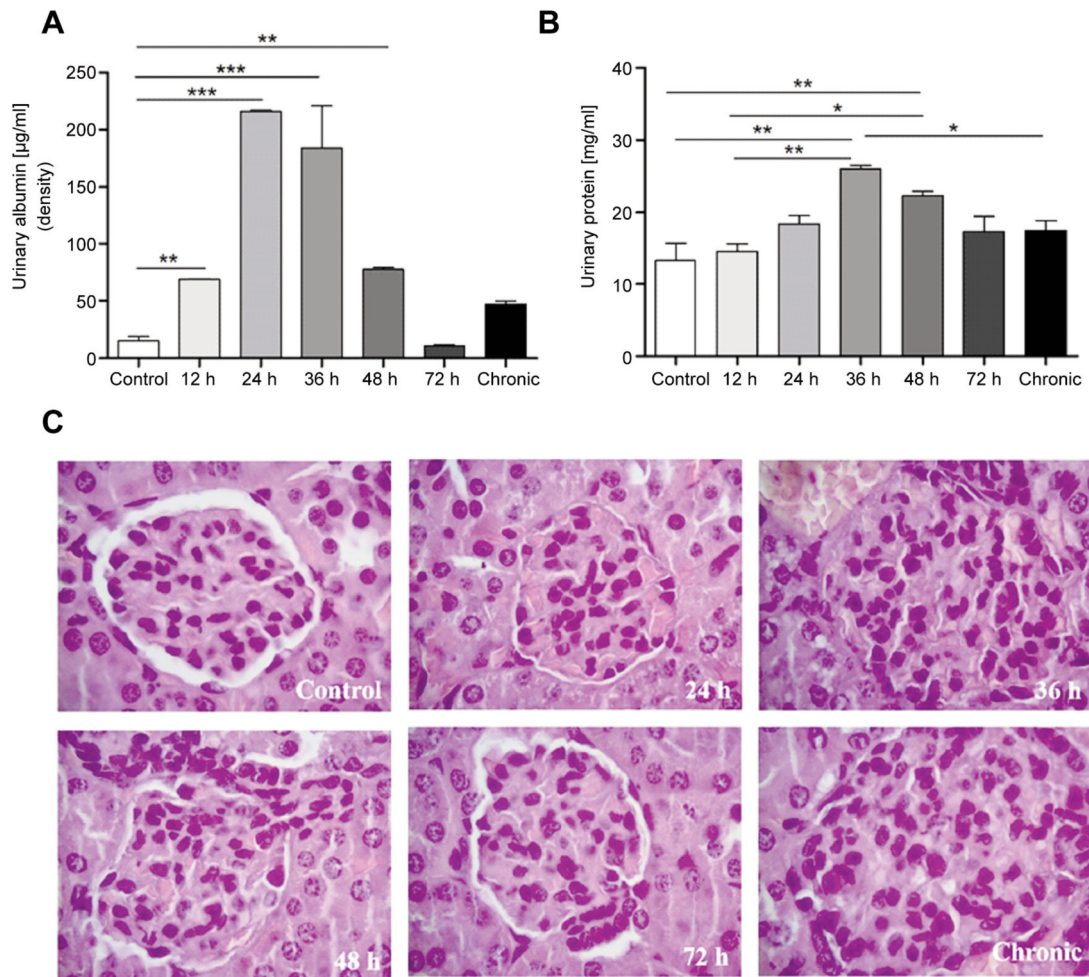 A
Urinary albumin [µg/ml]
(density)
250
200
150
100
50
0
**
***
***
**
Control 12 h 24 h 36 h 48 h 72 h Chronic
B
Urinary protein [mg/ml]
40
30
20
10
0
**
*
**
*
**
Control 12 h 24 h 36 h 48 h 72 h Chronic
C
Control
24 h
36 h
48 h
72 h
Chronic